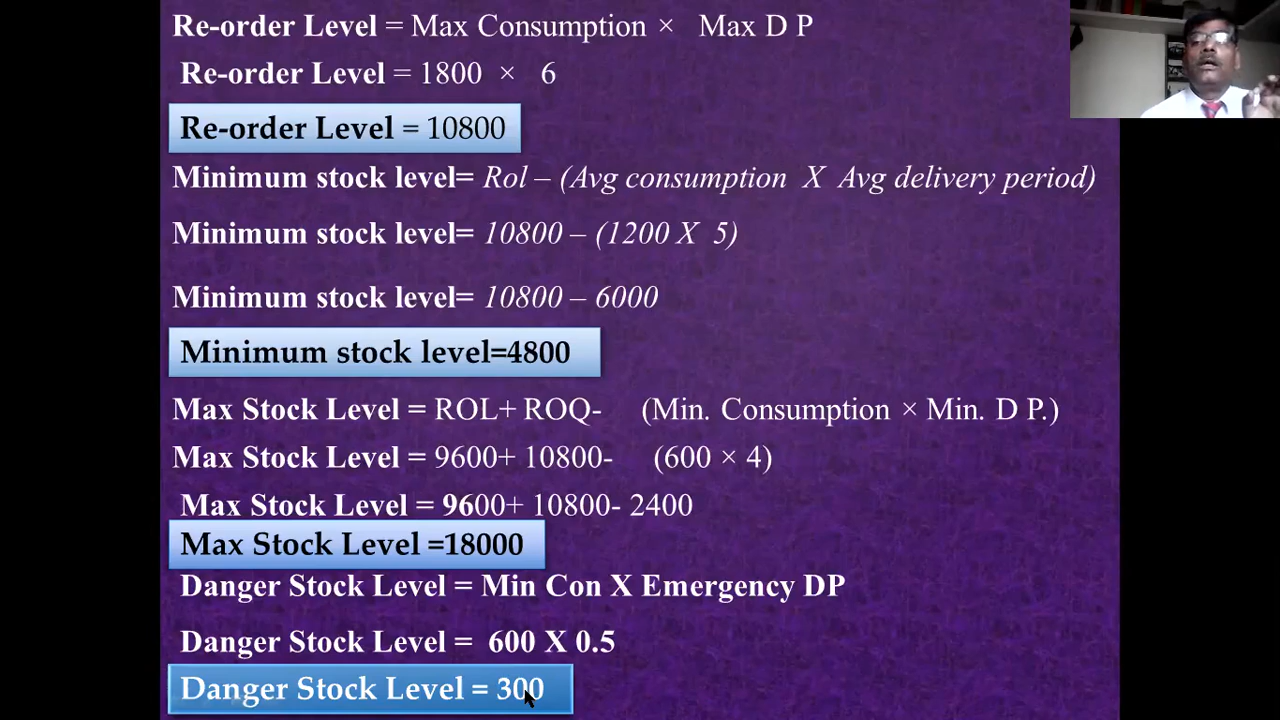 Re-order Level = Max Consumption × Max D P
Re-order Level = 1800 × 6
Re-order Level = 10800
Minimum stock level= Rol – (Avg consumption X Avg delivery period)
Minimum stock level= 10800 – (1200 X 5)
Minimum stock level= 10800 – 6000
Minimum stock level=4800
Max Stock Level = ROL+ ROQ- (Min. Consumption × Min. D P.)
Max Stock Level = 9600+ 10800- (600 × 4)
Max Stock Level = 9600+ 10800- 2400
Max Stock Level =18000
Danger Stock Level = Min Con X Emergency DP
Danger Stock Level = 600 X 0.5
Danger Stock Level = 300